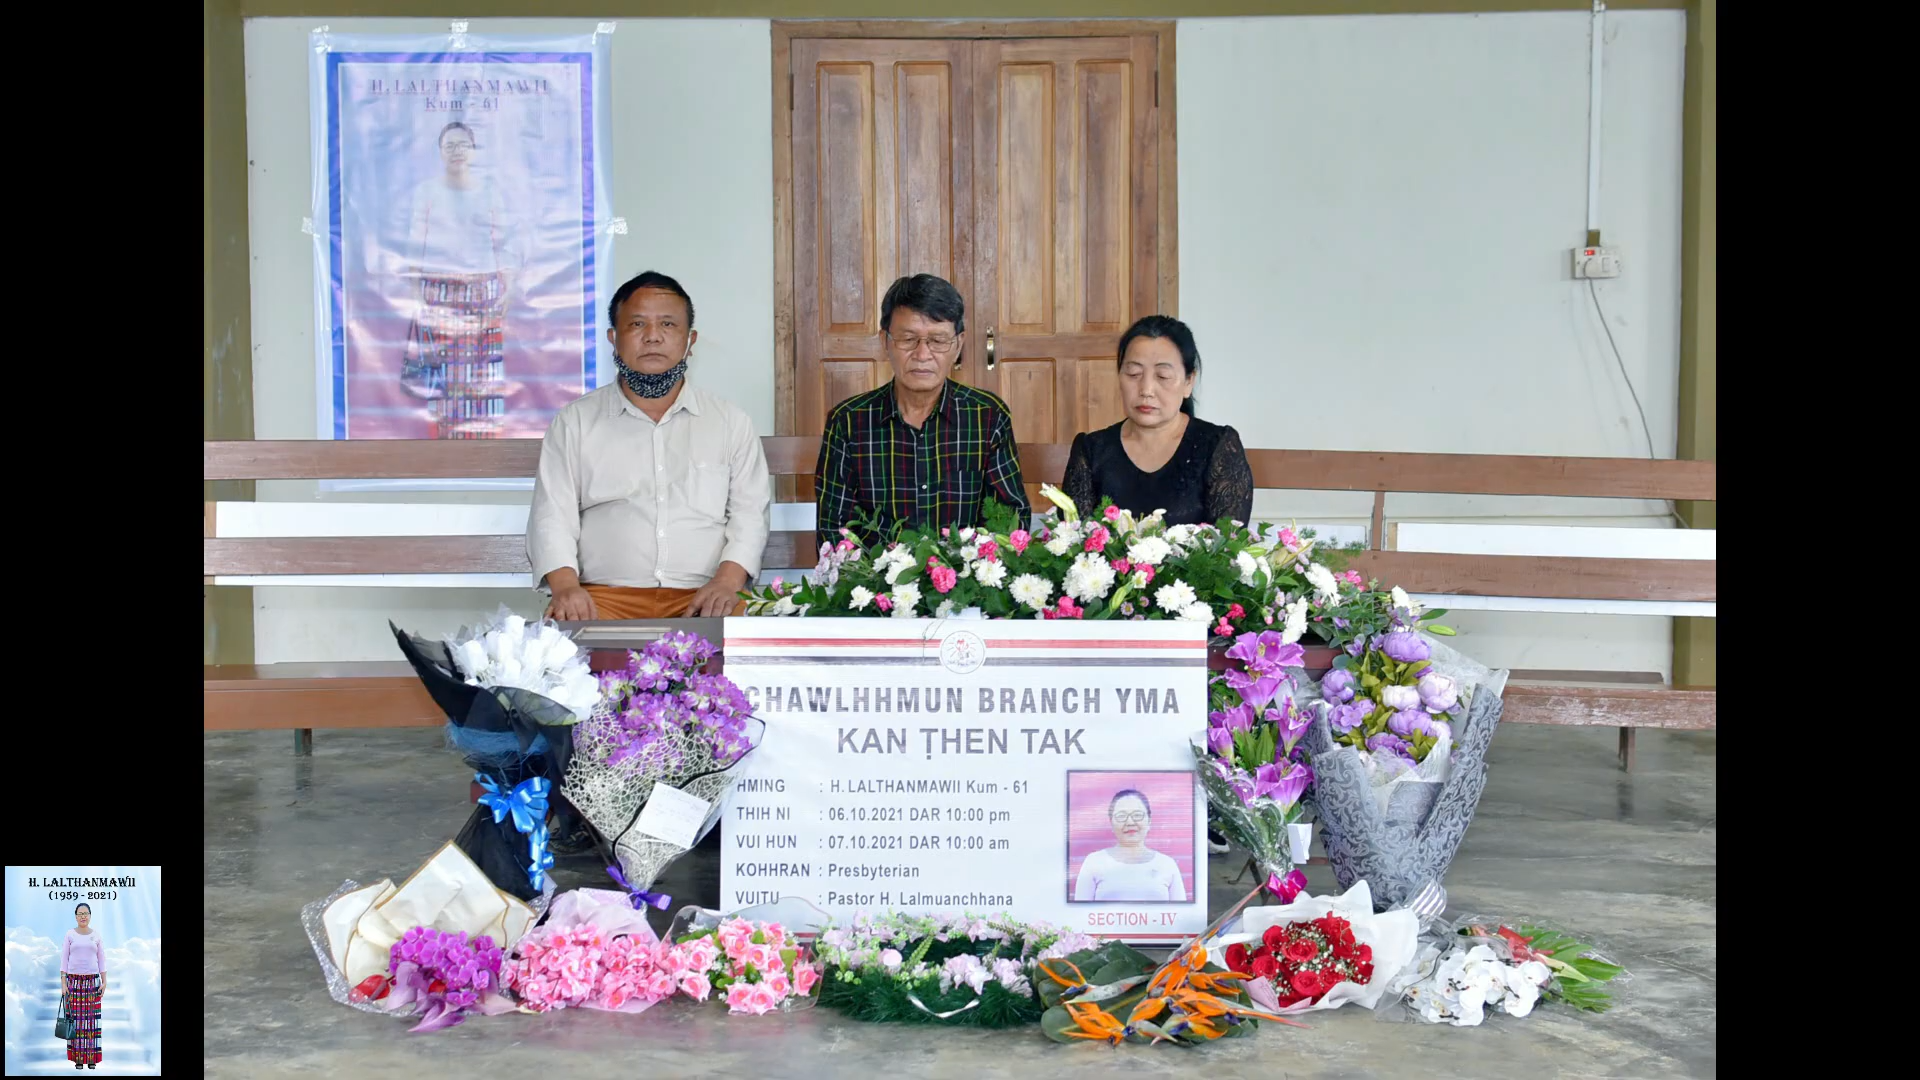 H. LALTHANMAWII
Kum - 61
CHAWLHHMUN BRANCH YMA
KAN ṬHEN TAK
HMING : H. LALTHANMAWII Kum - 61
THIH NI : 06.10.2021 DAR 10:00 pm
VUI HUN : 07.10.2021 DAR 10:00 am
KOHHRAN : Presbyterian
VUITU : Pastor H. Lalmuanchhana
SECTION - IV
H. LALTHANMAWII
(1959 - 2021)